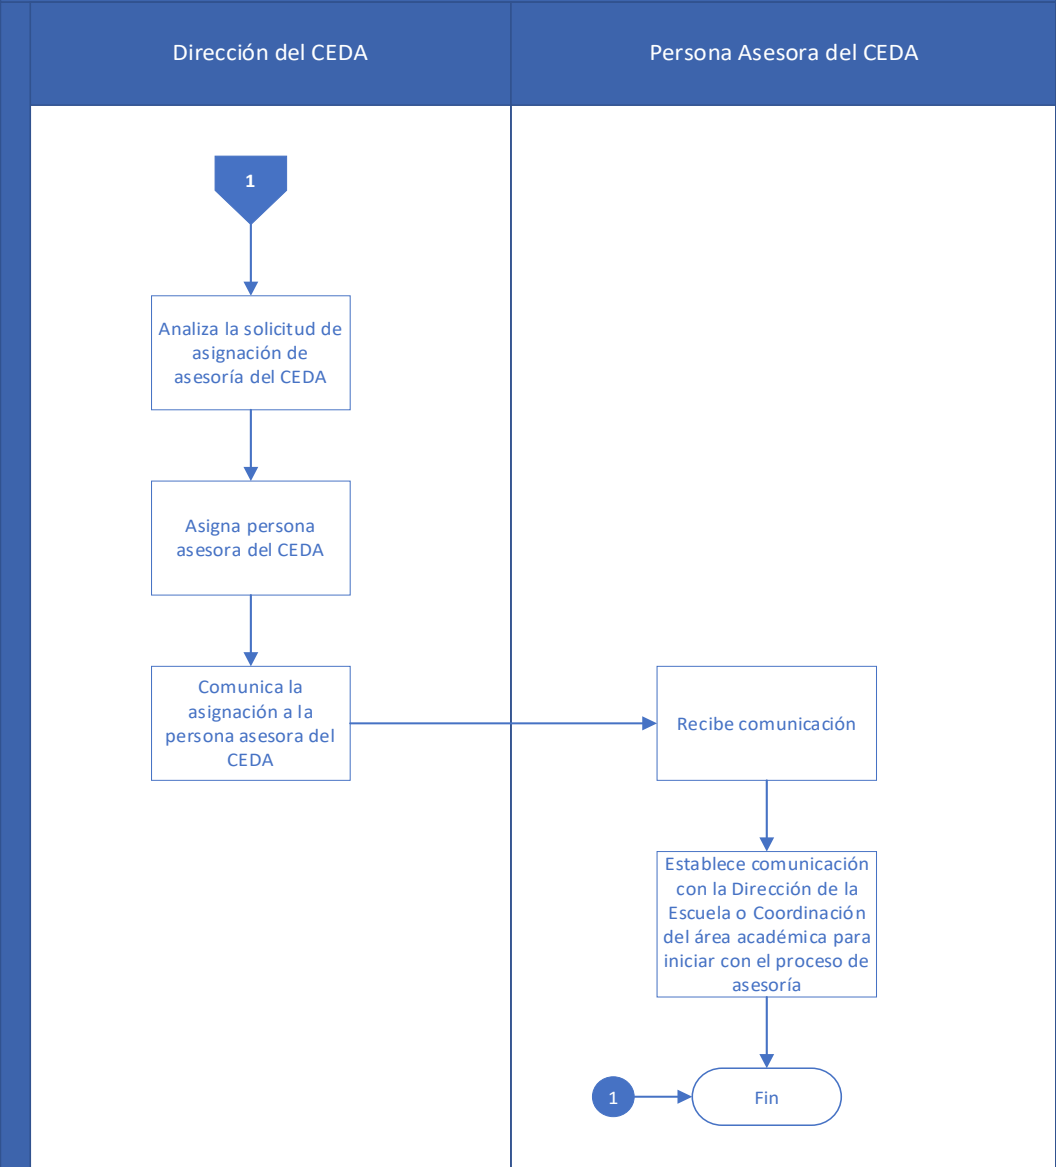 Dirección del CEDA
Persona Asesora del CEDA
1
Analiza la solicitud de
asignación de
asesoría del CEDA
Asigna persona
asesora del CEDA
Comunica la
asignación a la
persona asesora del
CEDA
Recibe comunicación
Establece comunicación
con la Dirección de la
Escuela o Coordinación
del área académica para
iniciar con el proceso de
asesoría
1
Fin